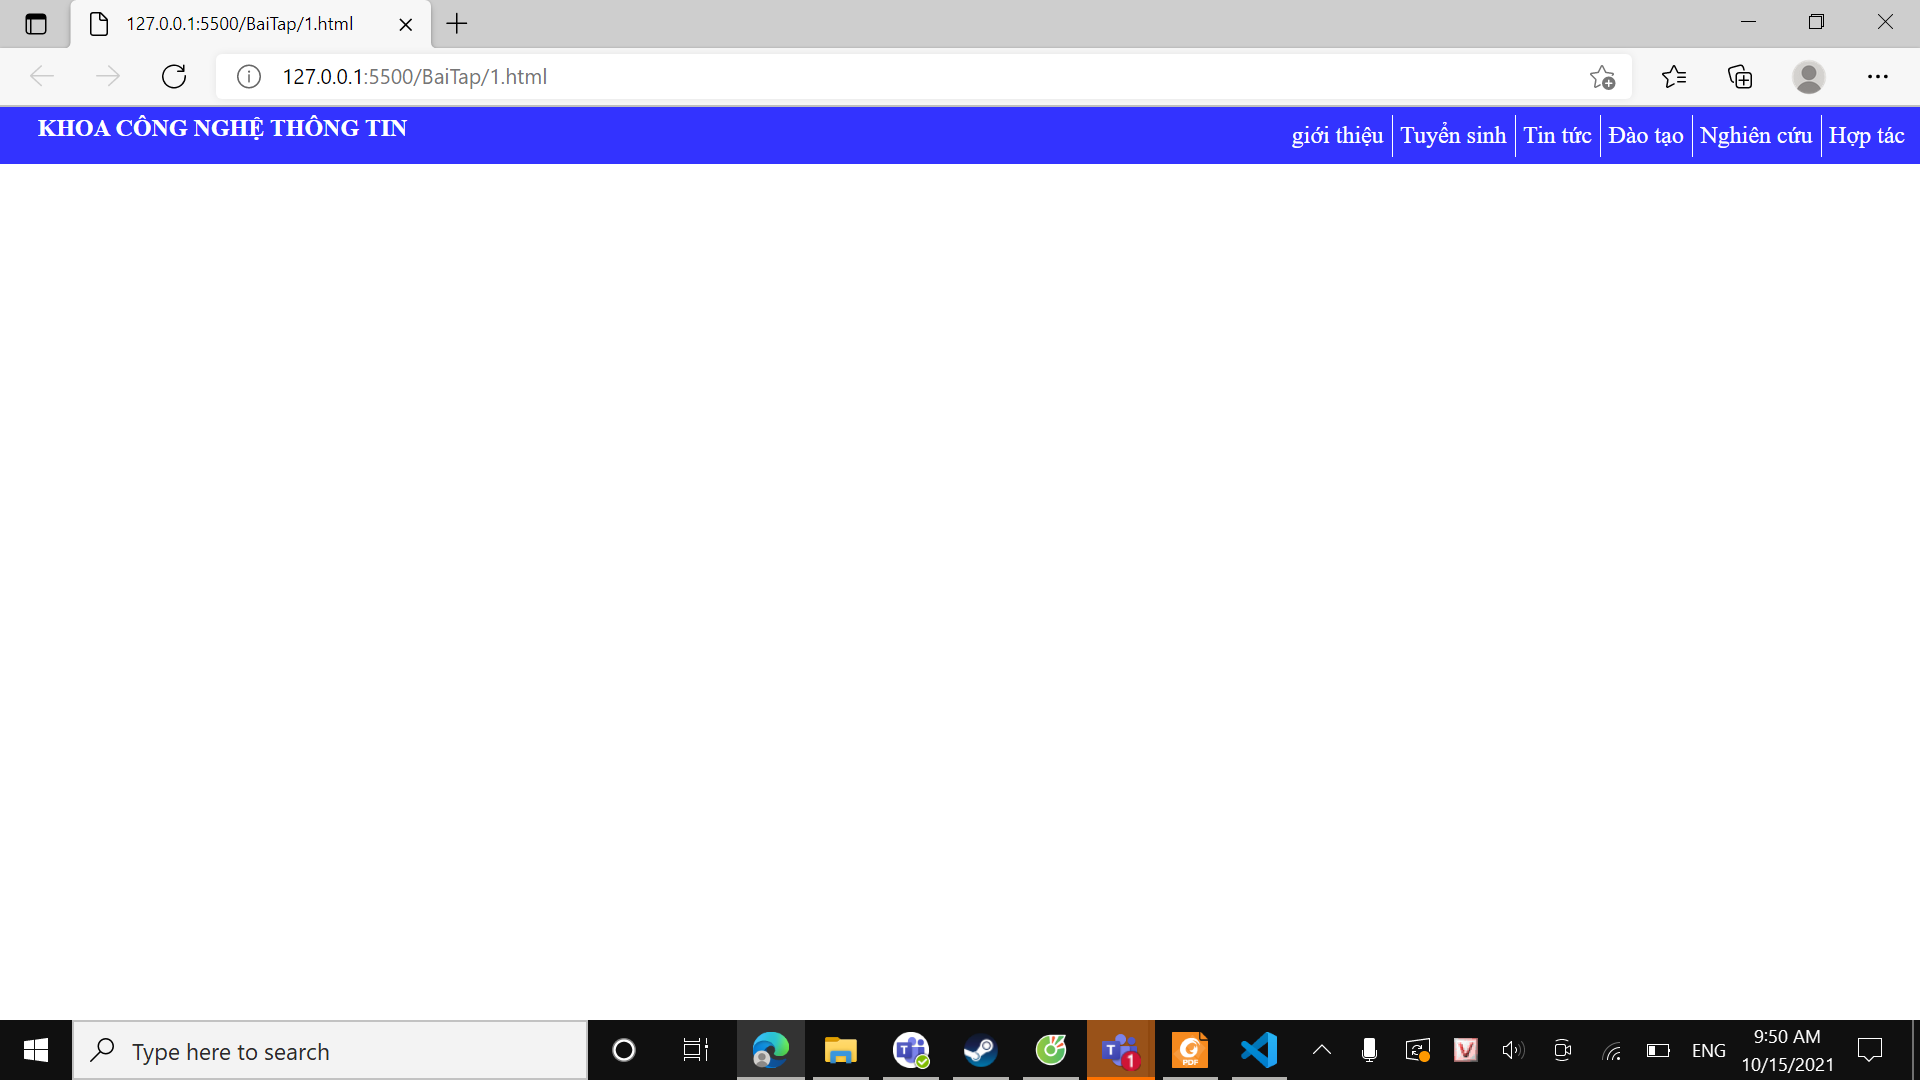 127.0.0.1:5500/BaiTap/1.html
127.0.0.1:5500/BaiTap/1.html
KHOA CÔNG NGHỆ THÔNG TIN
giới thiệu Tuyển sinh Tin tức Đào tạo Nghiên cứu Hợp tác
Type here to search
1
PDF
ENG
9:50 AM
10/15/2021